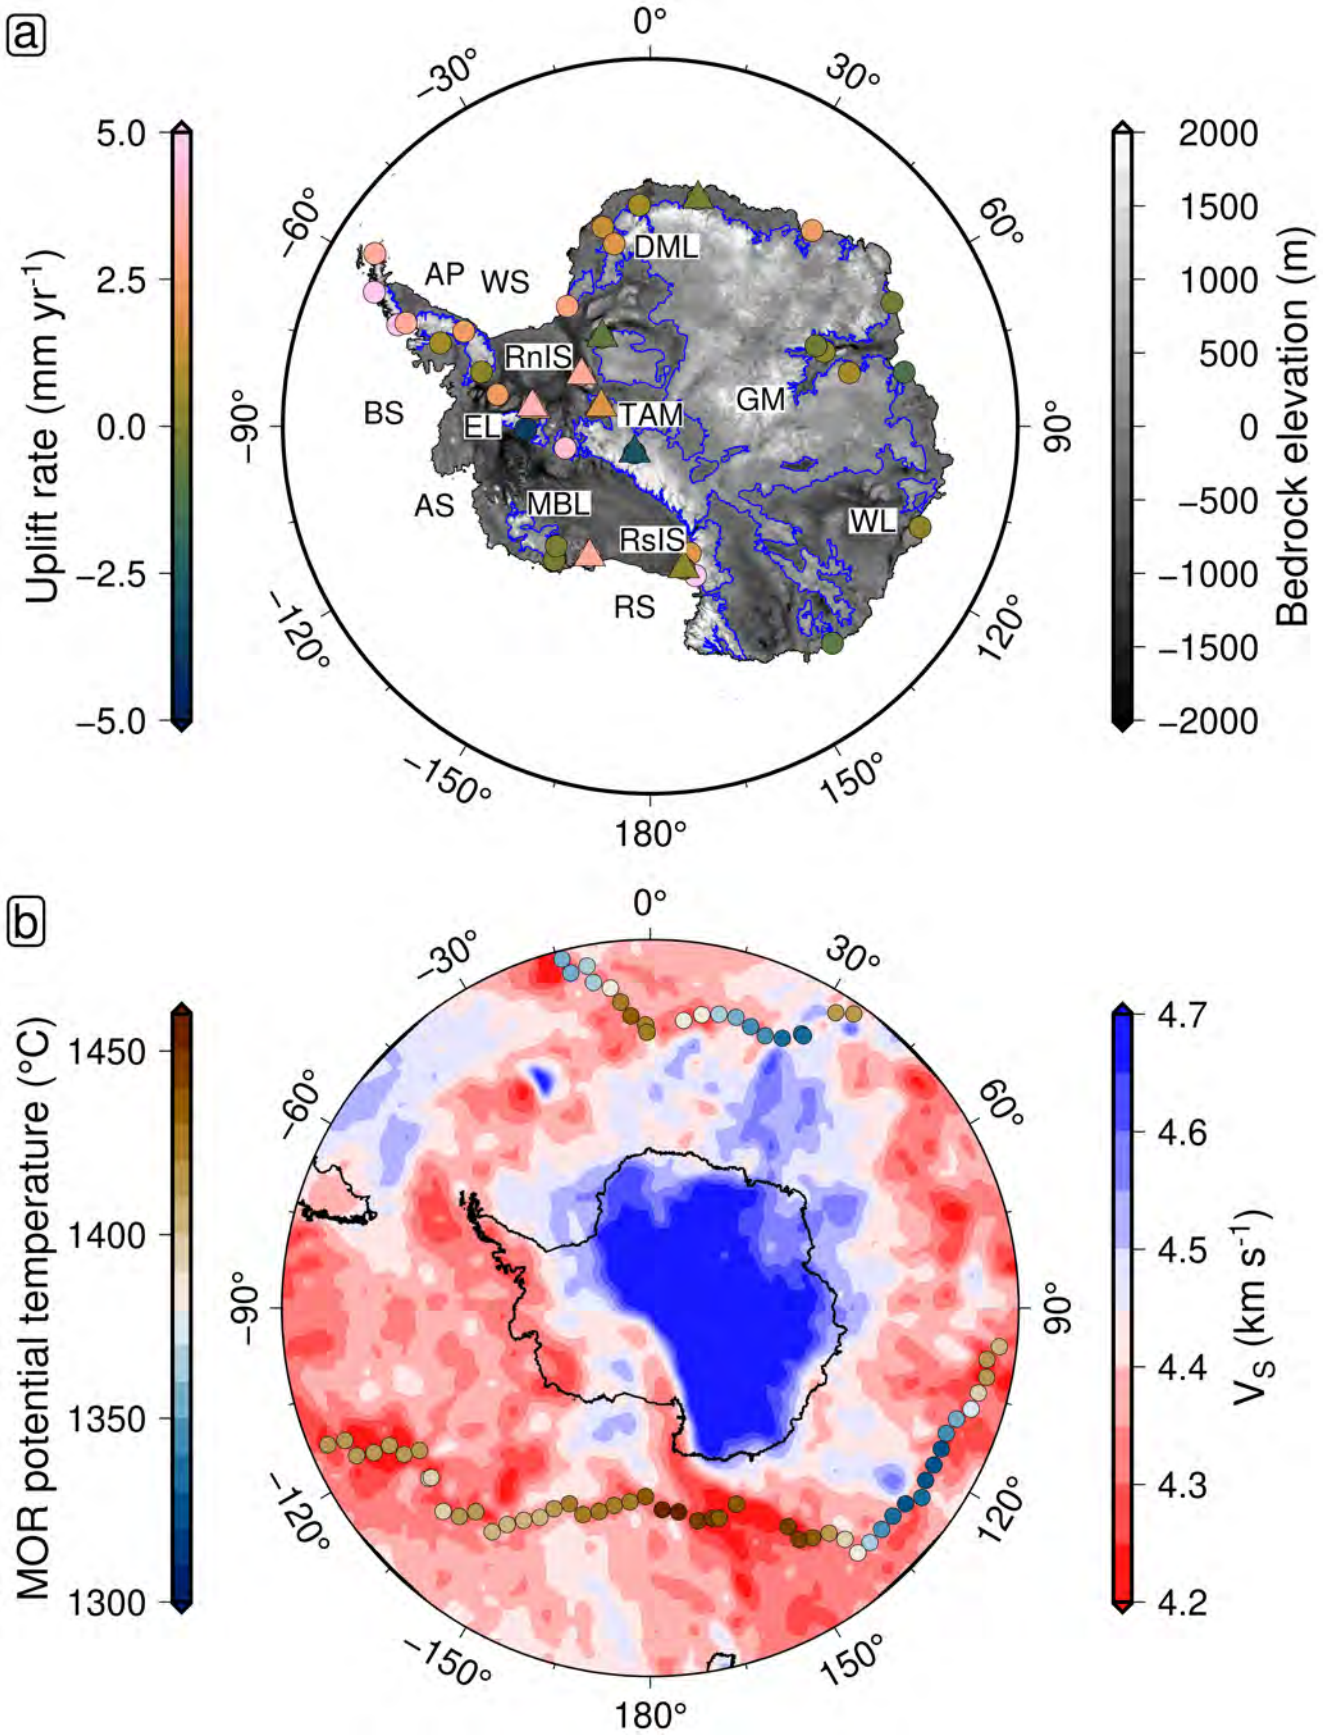 a
0°
−30°
30°
−60°
60°
−90°
90°
−120°
120°
−150°
150°
180°
5.0
2.5
0.0
−2.5
−5.0
Uplift rate (mm yr-1)
2000
1500
1000
500
0
−500
−1000
−1500
−2000
Bedrock elevation (m)
DML
AP
WS
RnIS
GM
BS
EL
TAM
AS
MBL
WL
RsIS
RS
b
0°
−30°
30°
−60°
60°
−90°
90°
−120°
120°
−150°
150°
180°
1450
1400
1350
1300
MOR potential temperature (°C)
4.7
4.6
4.5
4.4
4.3
4.2
VS (km s-1)